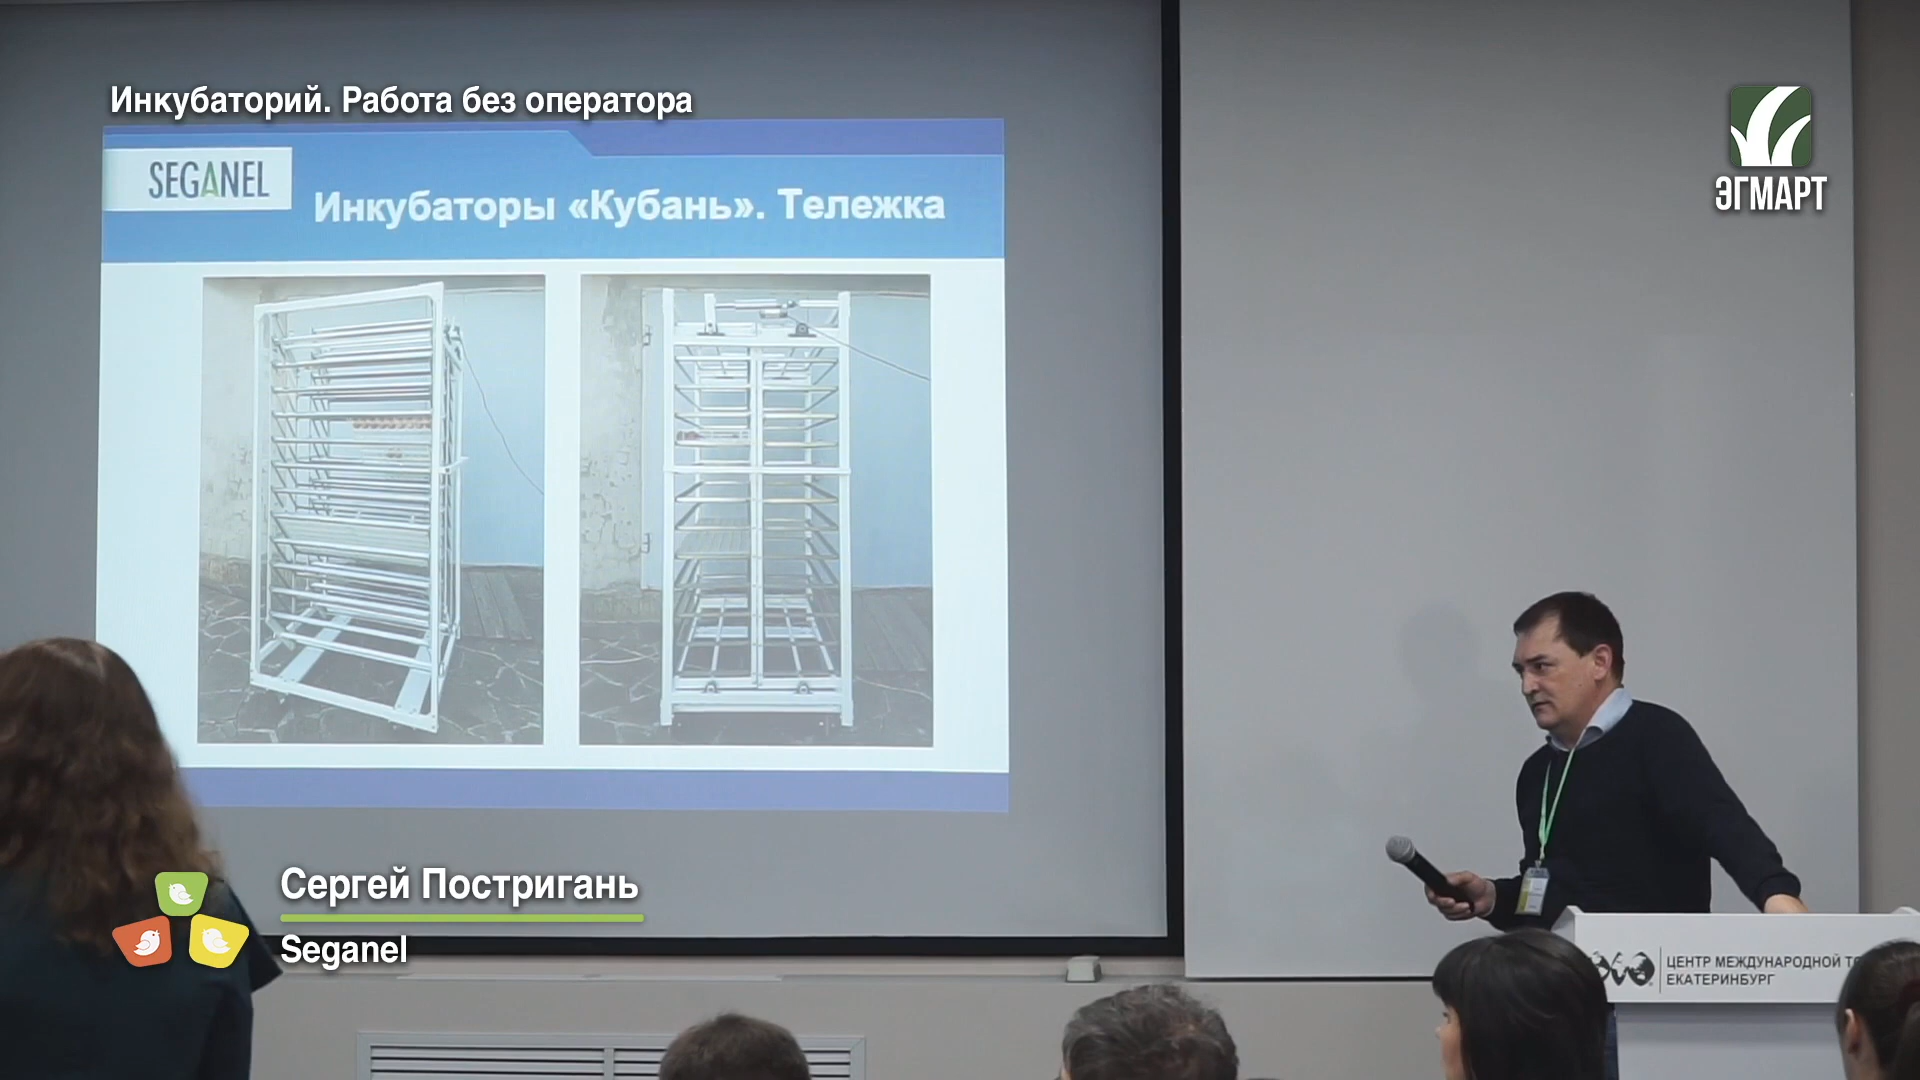 Инкубаторий. Работа без оператора
SEGANEL
Инкубаторы «Кубань». Тележка
ЭГМАРТ
Сергей Постригань
Seganel
ЦЕНТР МЕЖДУНАРОДНОЙ
ЕКАТЕРИНБУРГ